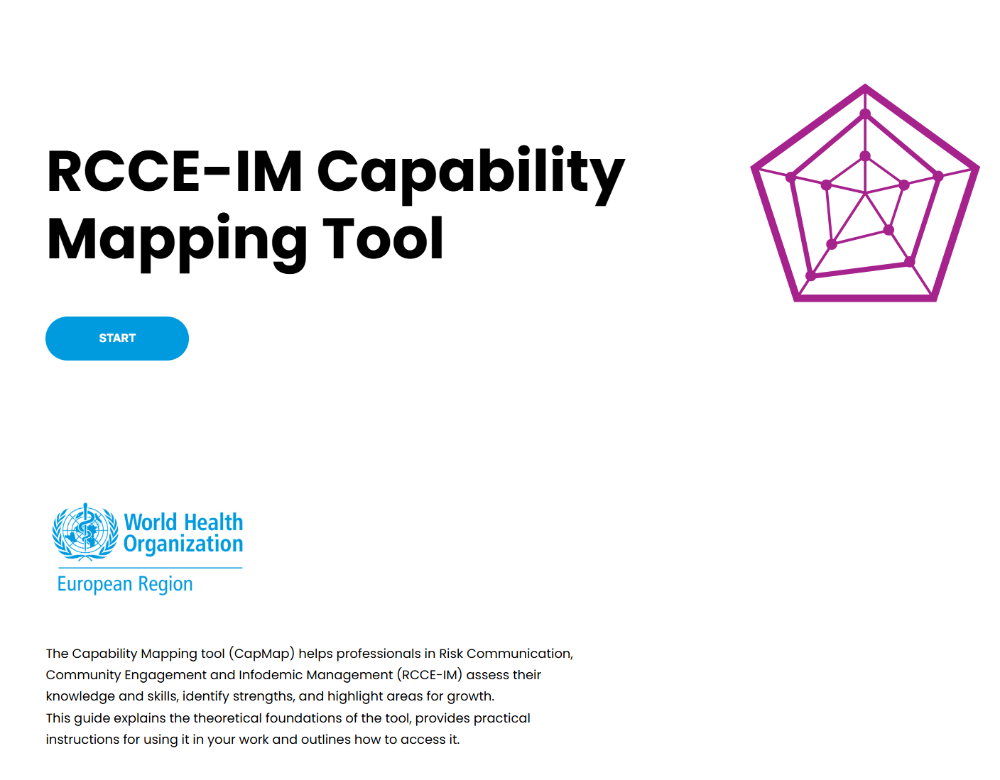 RCCE-IM Capability
Mapping Tool
START
World Health
Organization
European Region
The Capability Mapping tool (CapMap) helps professionals in Risk Communication,
Community Engagement and Infodemic Management (RCCE-IM) assess their
knowledge and skills, identify strengths, and highlight areas for growth.
This guide explains the theoretical foundations of the tool, provides practical
instructions for using it in your work and outlines how to access it.